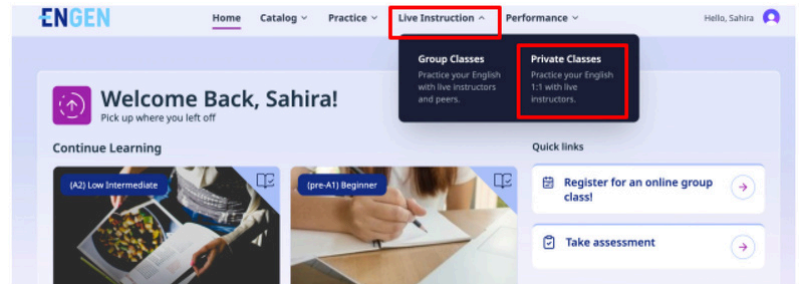 ENGEN
Home Catalog Practice Live Instruction Performance Hello, Sahira
Group Classes
Practice your English
with live instructors
and peers.
Private Classes
Practice your English
1:1 with live
instructors.
Welcome Back, Sahira!
Pick up where you left off
Continue Learning
(A2) Low Intermediate
(pre-A1) Beginner
Quick links
Register for an online group
class!
Take assessment